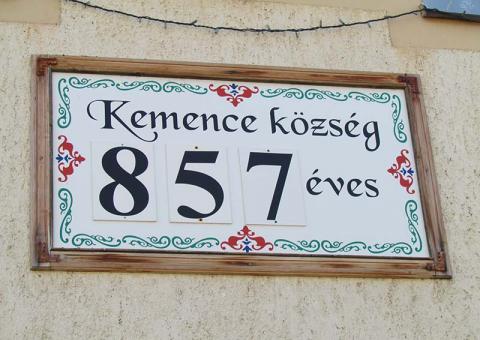 Kemence község
857 éves